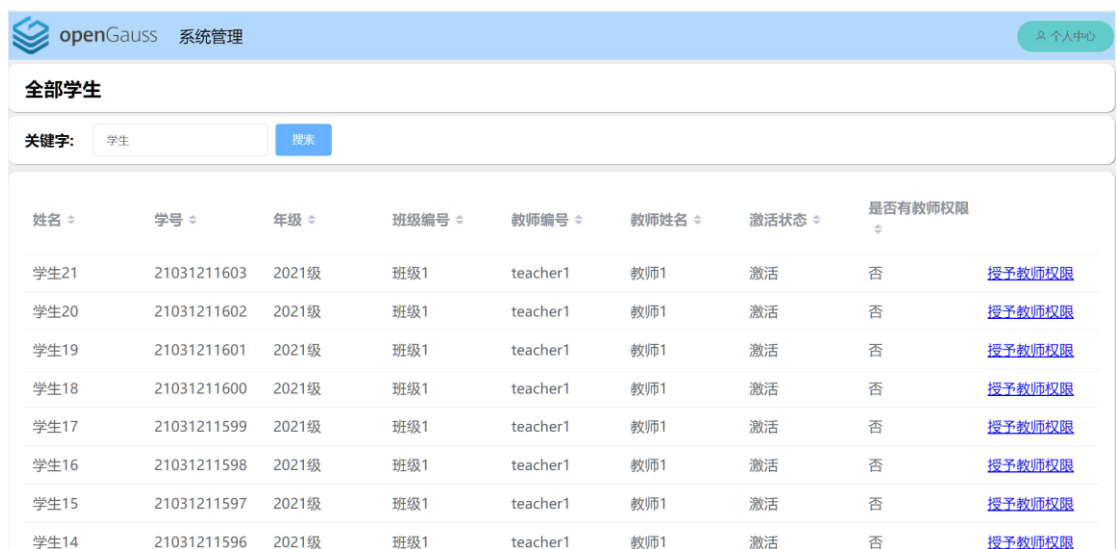 openGauss 系统管理 个人中心
全部学生
关键字: 学生 搜索
姓名 学号 年级 班级编号 教师编号 教师姓名 激活状态 是否有教师权限
学生21 21031211603 2021级 班级1 teacher1 教师1 激活 否 授予教师权限
学生20 21031211602 2021级 班级1 teacher1 教师1 激活 否 授予教师权限
学生19 21031211601 2021级 班级1 teacher1 教师1 激活 否 授予教师权限
学生18 21031211600 2021级 班级1 teacher1 教师1 激活 否 授予教师权限
学生17 21031211599 2021级 班级1 teacher1 教师1 激活 否 授予教师权限
学生16 21031211598 2021级 班级1 teacher1 教师1 激活 否 授予教师权限
学生15 21031211597 2021级 班级1 teacher1 教师1 激活 否 授予教师权限
学生14 21031211596 2021级 班级1 teacher1 教师1 激活 否 授予教师权限